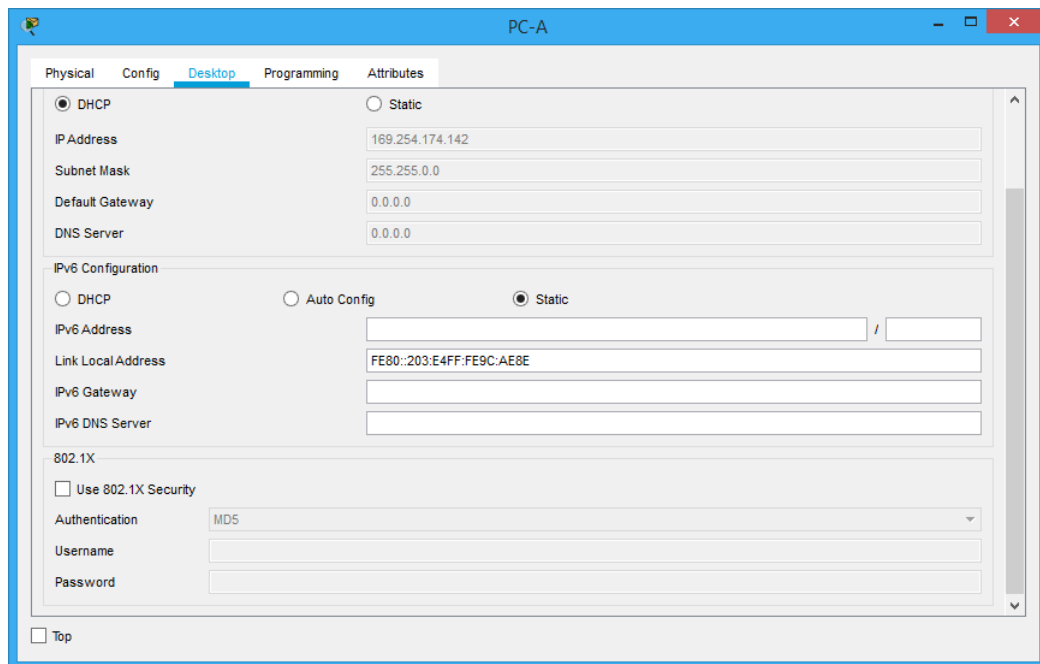 PC-A
Physical Config Desktop Programming Attributes
DHCP Static
IP Address 169.254.174.142
Subnet Mask 255.255.0.0
Default Gateway 0.0.0.0
DNS Server 0.0.0.0
IPv6 Configuration
DHCP Auto Config Static
IPv6 Address /
Link Local Address FE80::203:E4FF:FE9C:AE8E
IPv6 Gateway
IPv6 DNS Server
802.1X
Use 802.1X Security
Authentication MD5
Username
Password
Top